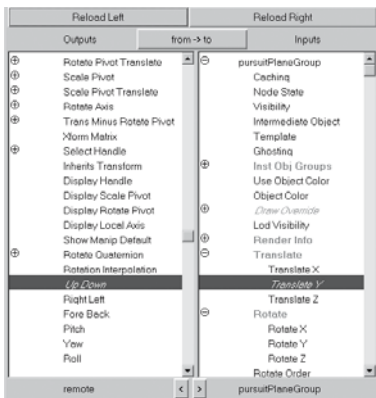 Reload Left
Reload Right
Outputs
from -> to
Inputs
Rotate Pivot Translate
Scale Pivot
Scale Pivot Translate
Rotate Axis
Trans Minus Rotate Pivot
Xform Matrix
Select Handle
Inherits Transform
Display Handle
Display Scale Pivot
Display Rotate Pivot
Display Local Axis
Show Manip Default
Rotate Quaternion
Rotation Interpolation
Up Down
Right Left
Fore Back
Pitch
Yaw
Roll
pursuitPlaneGroup
Caching
Node State
Visibility
Intermediate Object
Template
Ghosting
Inst Obj Groups
Use Object Color
Object Color
Draw Override
Lod Visibility
Render Info
Translate
Translate X
Translate Y
Translate Z
Rotate
Rotate X
Rotate Y
Rotate Z
Rotate Order
remote
< >
pursuitPlaneGroup